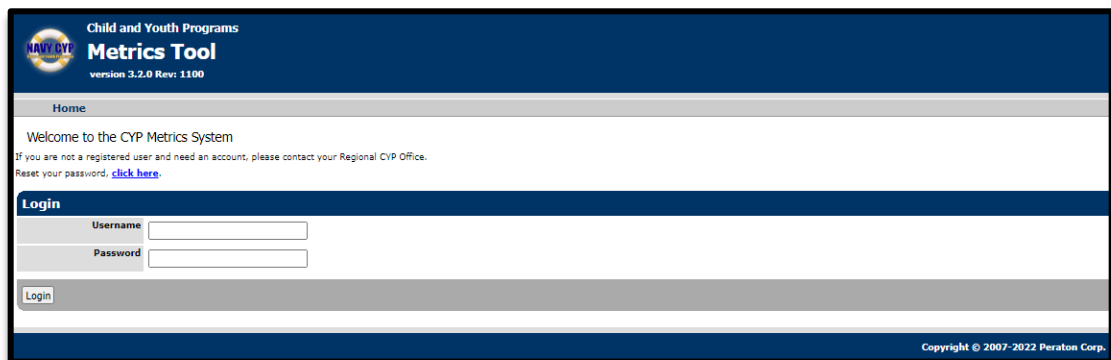 Child and Youth Programs
NAVY CYP
Metrics Tool
version 3.2.0 Rev: 1100
Home
Welcome to the CYP Metrics System
If you are not a registered user and need an account, please contact your Regional CYP Office.
Reset your password, click here.
Login
Username
Password
Login
Copyright © 2007-2022 Peraton Corp.